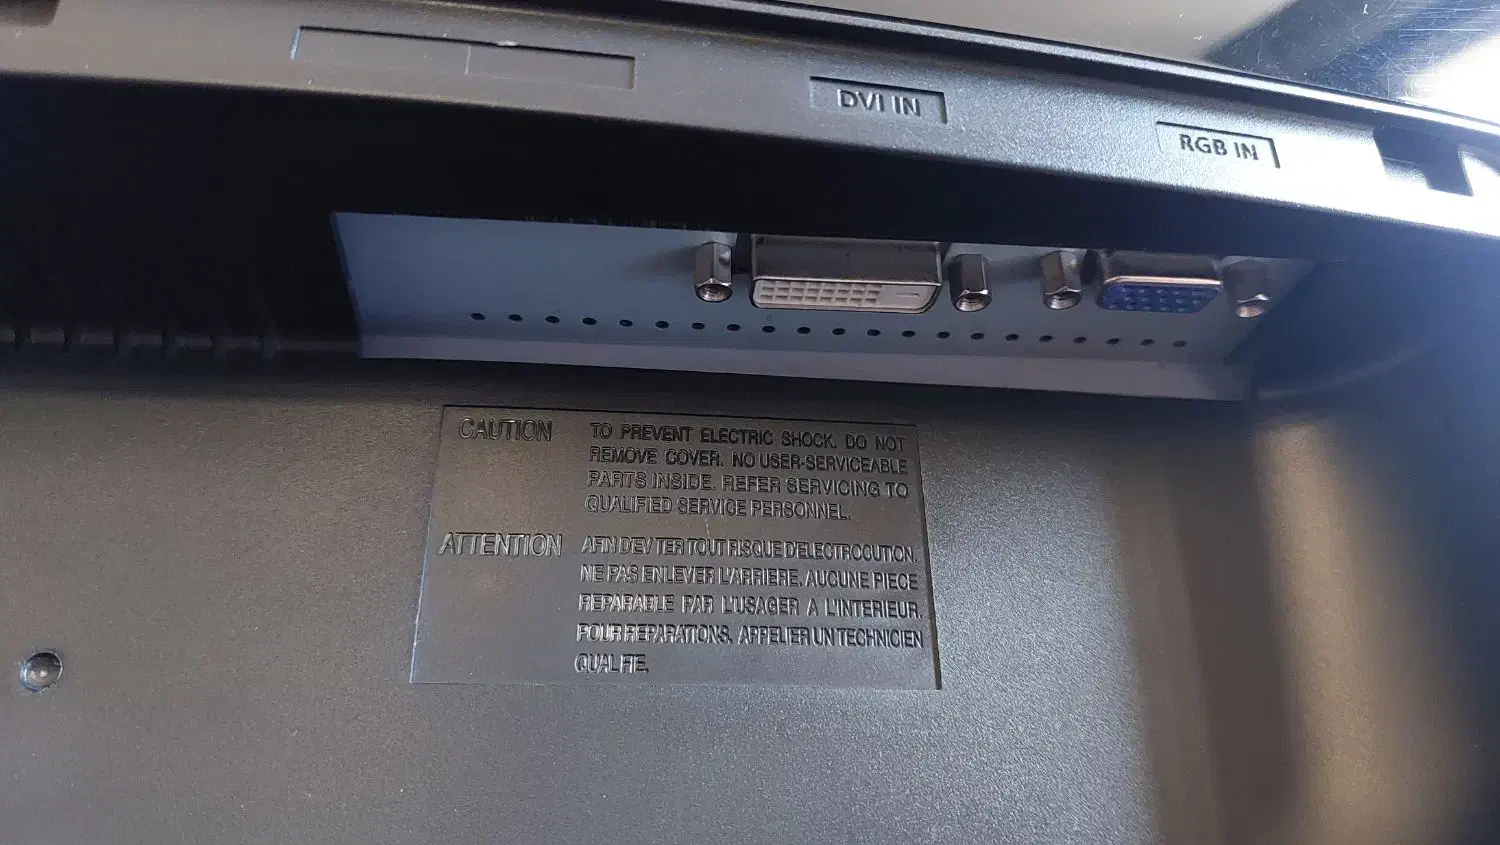 DVI IN
RGB IN
CAUTION
TO PREVENT ELECTRIC SHOCK. DO NOT
REMOVE COVER. NO USER-SERVICEABLE
PARTS INSIDE. REFER SERVICING TO
QUALIFIED SERVICE PERSONNEL.
ATTENTION
AFIN D'EVITER TOUT RISQUE D'ELECTROCUTION.
NE PAS ENLEVER L'ARRIERE. AUCUNE PIECE
REPARABLE PAR L'USAGER A L'INTERIEUR.
POUR REPARATIONS. APPELIER UN TECHNICIEN
QUALIFIE.